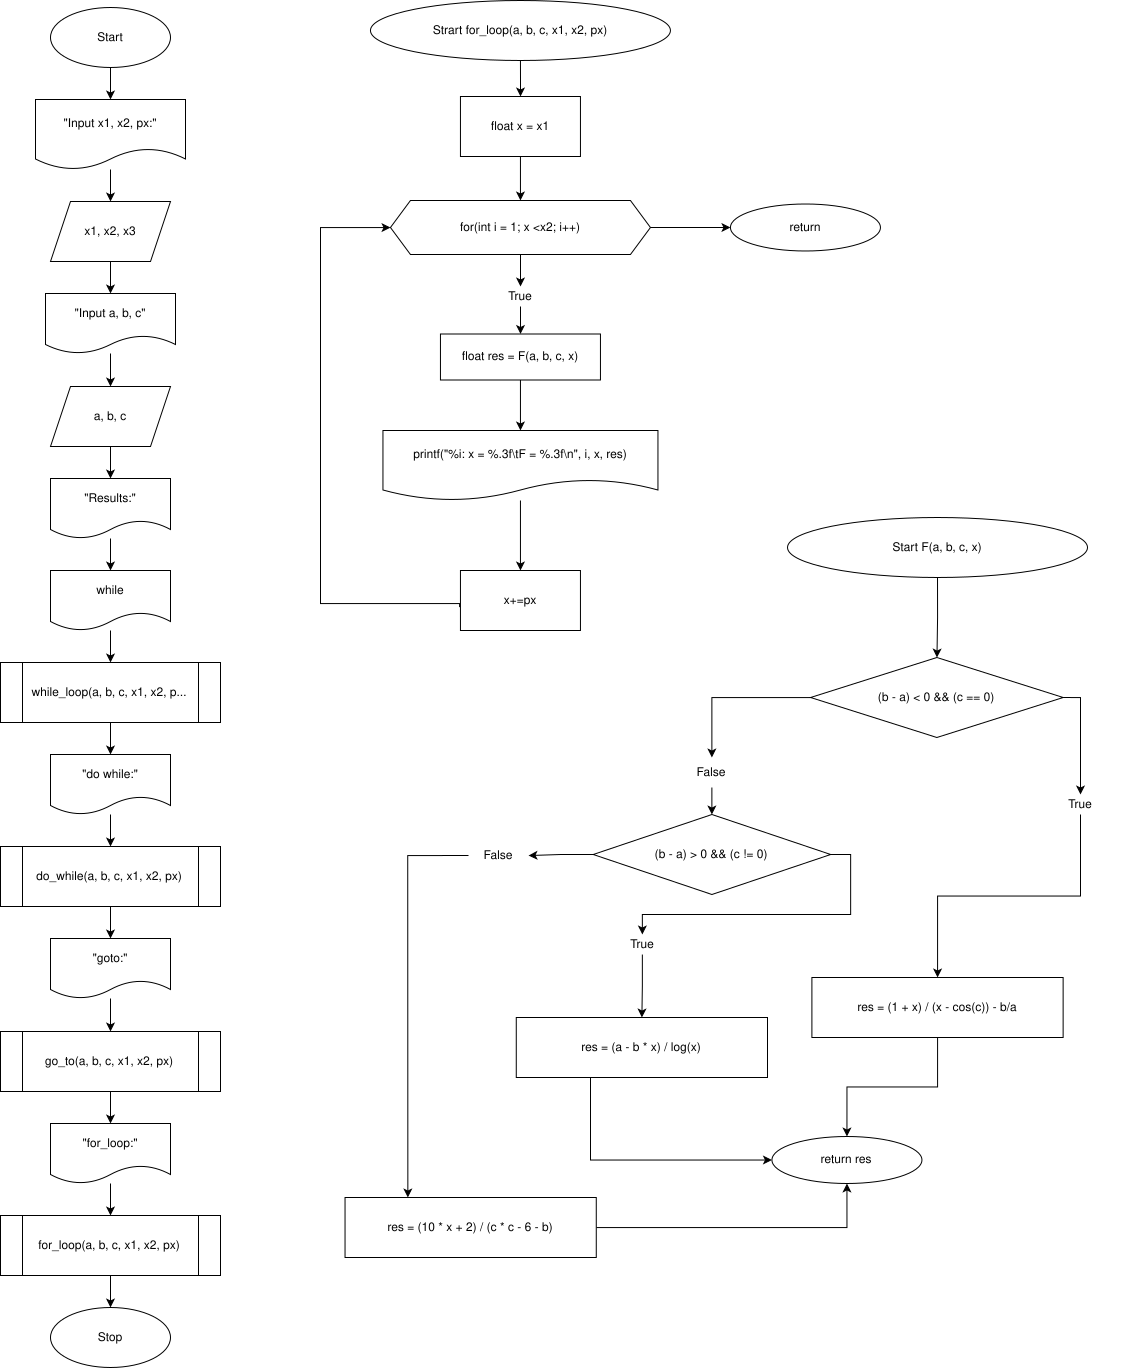 Start
"Input x1, x2, px:"
x1, x2, x3
"Input a, b, c"
a, b, c
"Results:"
while
while_loop(a, b, c, x1, x2, p...
"do while:"
do_while(a, b, c, x1, x2, px)
"goto:"
go_to(a, b, c, x1, x2, px)
"for_loop:"
for_loop(a, b, c, x1, x2, px)
Stop
Strart for_loop(a, b, c, x1, x2, px)
float x = x1
for(int i = 1; x <x2; i++)
return
True
float res = F(a, b, c, x)
printf("%i: x = %.3f\tF = %.3f\n", i, x, res)
x+=px
Start F(a, b, c, x)
(b - a) < 0 && (c == 0)
False
True
(b - a) > 0 && (c != 0)
False
True
res = (1 + x) / (x - cos(c)) - b/a
res = (a - b * x) / log(x)
return res
res = (10 * x + 2) / (c * c - 6 - b)